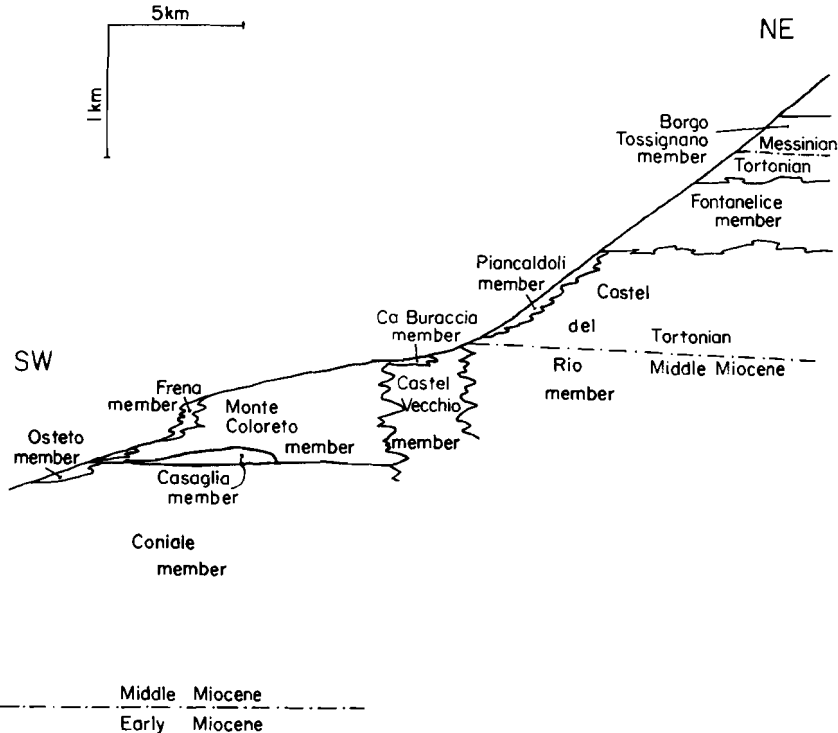 5km
1km
NE
SW
Borgo
Tossignano
member
Messinian
Tortonian
Fontanelice
member
Piancaldoli
member
Castel
del
Rio
member
Tortonian
Middle Miocene
Ca Buraccia
member
Castel
Vecchio
member
Frena
member
Monte
Coloreto
member
Osteto
member
Casaglia
member
Coniale
member
Middle Miocene
Early Miocene